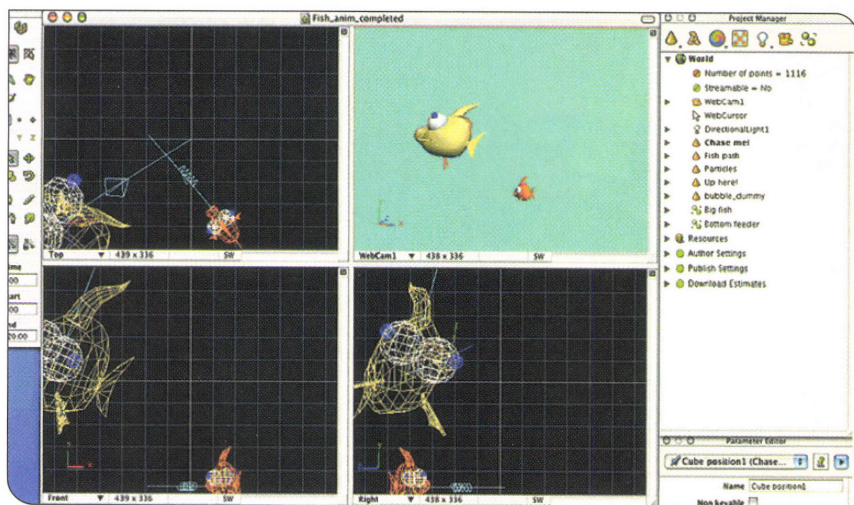 Fish_anim_completed
Top 439 x 336 SW
WebCam1 438 x 336 SW
Front 439 x 336 SW
Right 438 x 336 SW
Project Manager
World
Number of points = 1116
Streamable = No
WebCam1
WebCursor
DirectionalLight1
Chase me!
Fish path
Particles
Up here!
bubble_dummy
Big fish
Bottom feeder
Resources
Author Settings
Publish Settings
Download Estimates
Parameter Editor
Cube position1 (Chase...
Name Cube position1
Non keyable